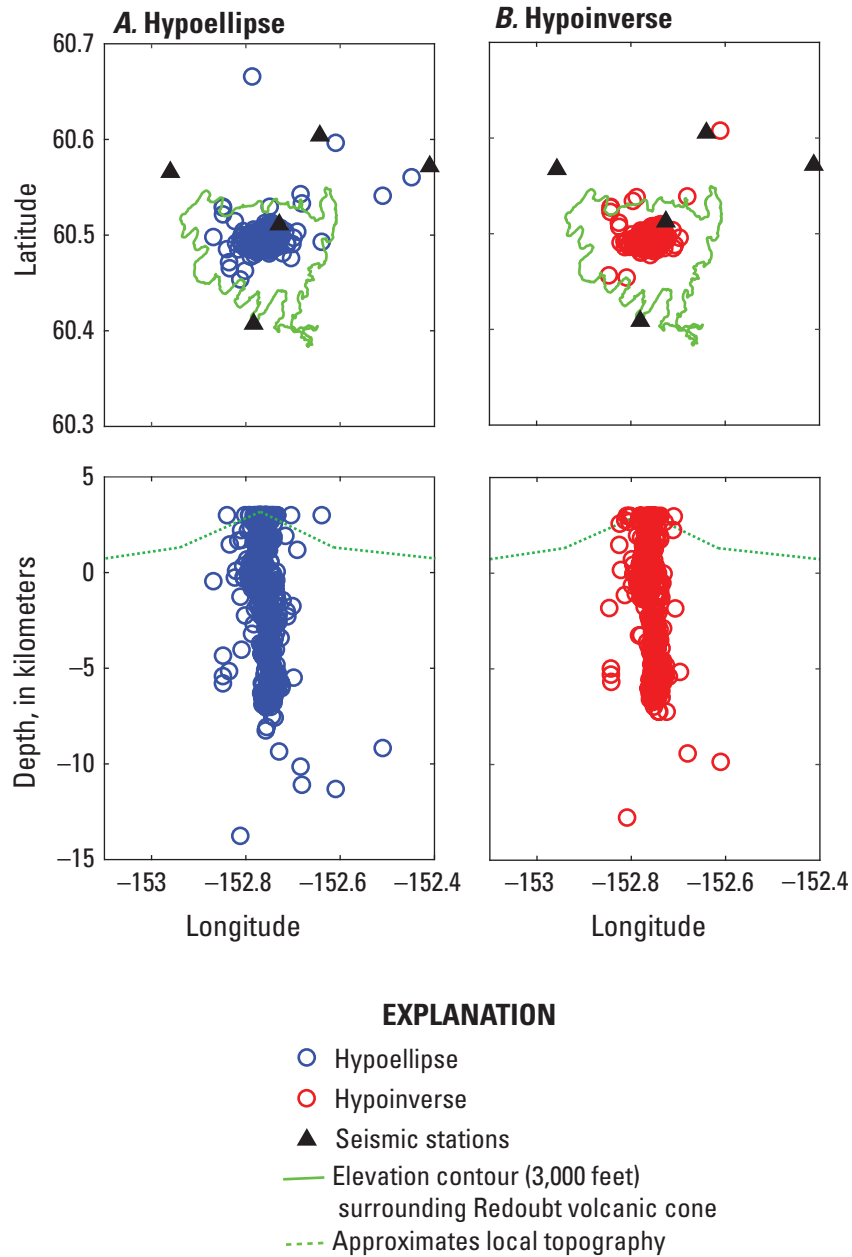 A. Hypoellipse
B. Hypoinverse
60.7
60.6
60.5
60.4
60.3
Latitude
5
0
−5
−10
−15
Depth, in kilometers
−153
−152.8
−152.6
−152.4
−153
−152.8
−152.6
−152.4
Longitude
Longitude
EXPLANATION
Hypoellipse
Hypoinverse
Seismic stations
Elevation contour (3,000 feet)
surrounding Redoubt volcanic cone
Approximates local topography